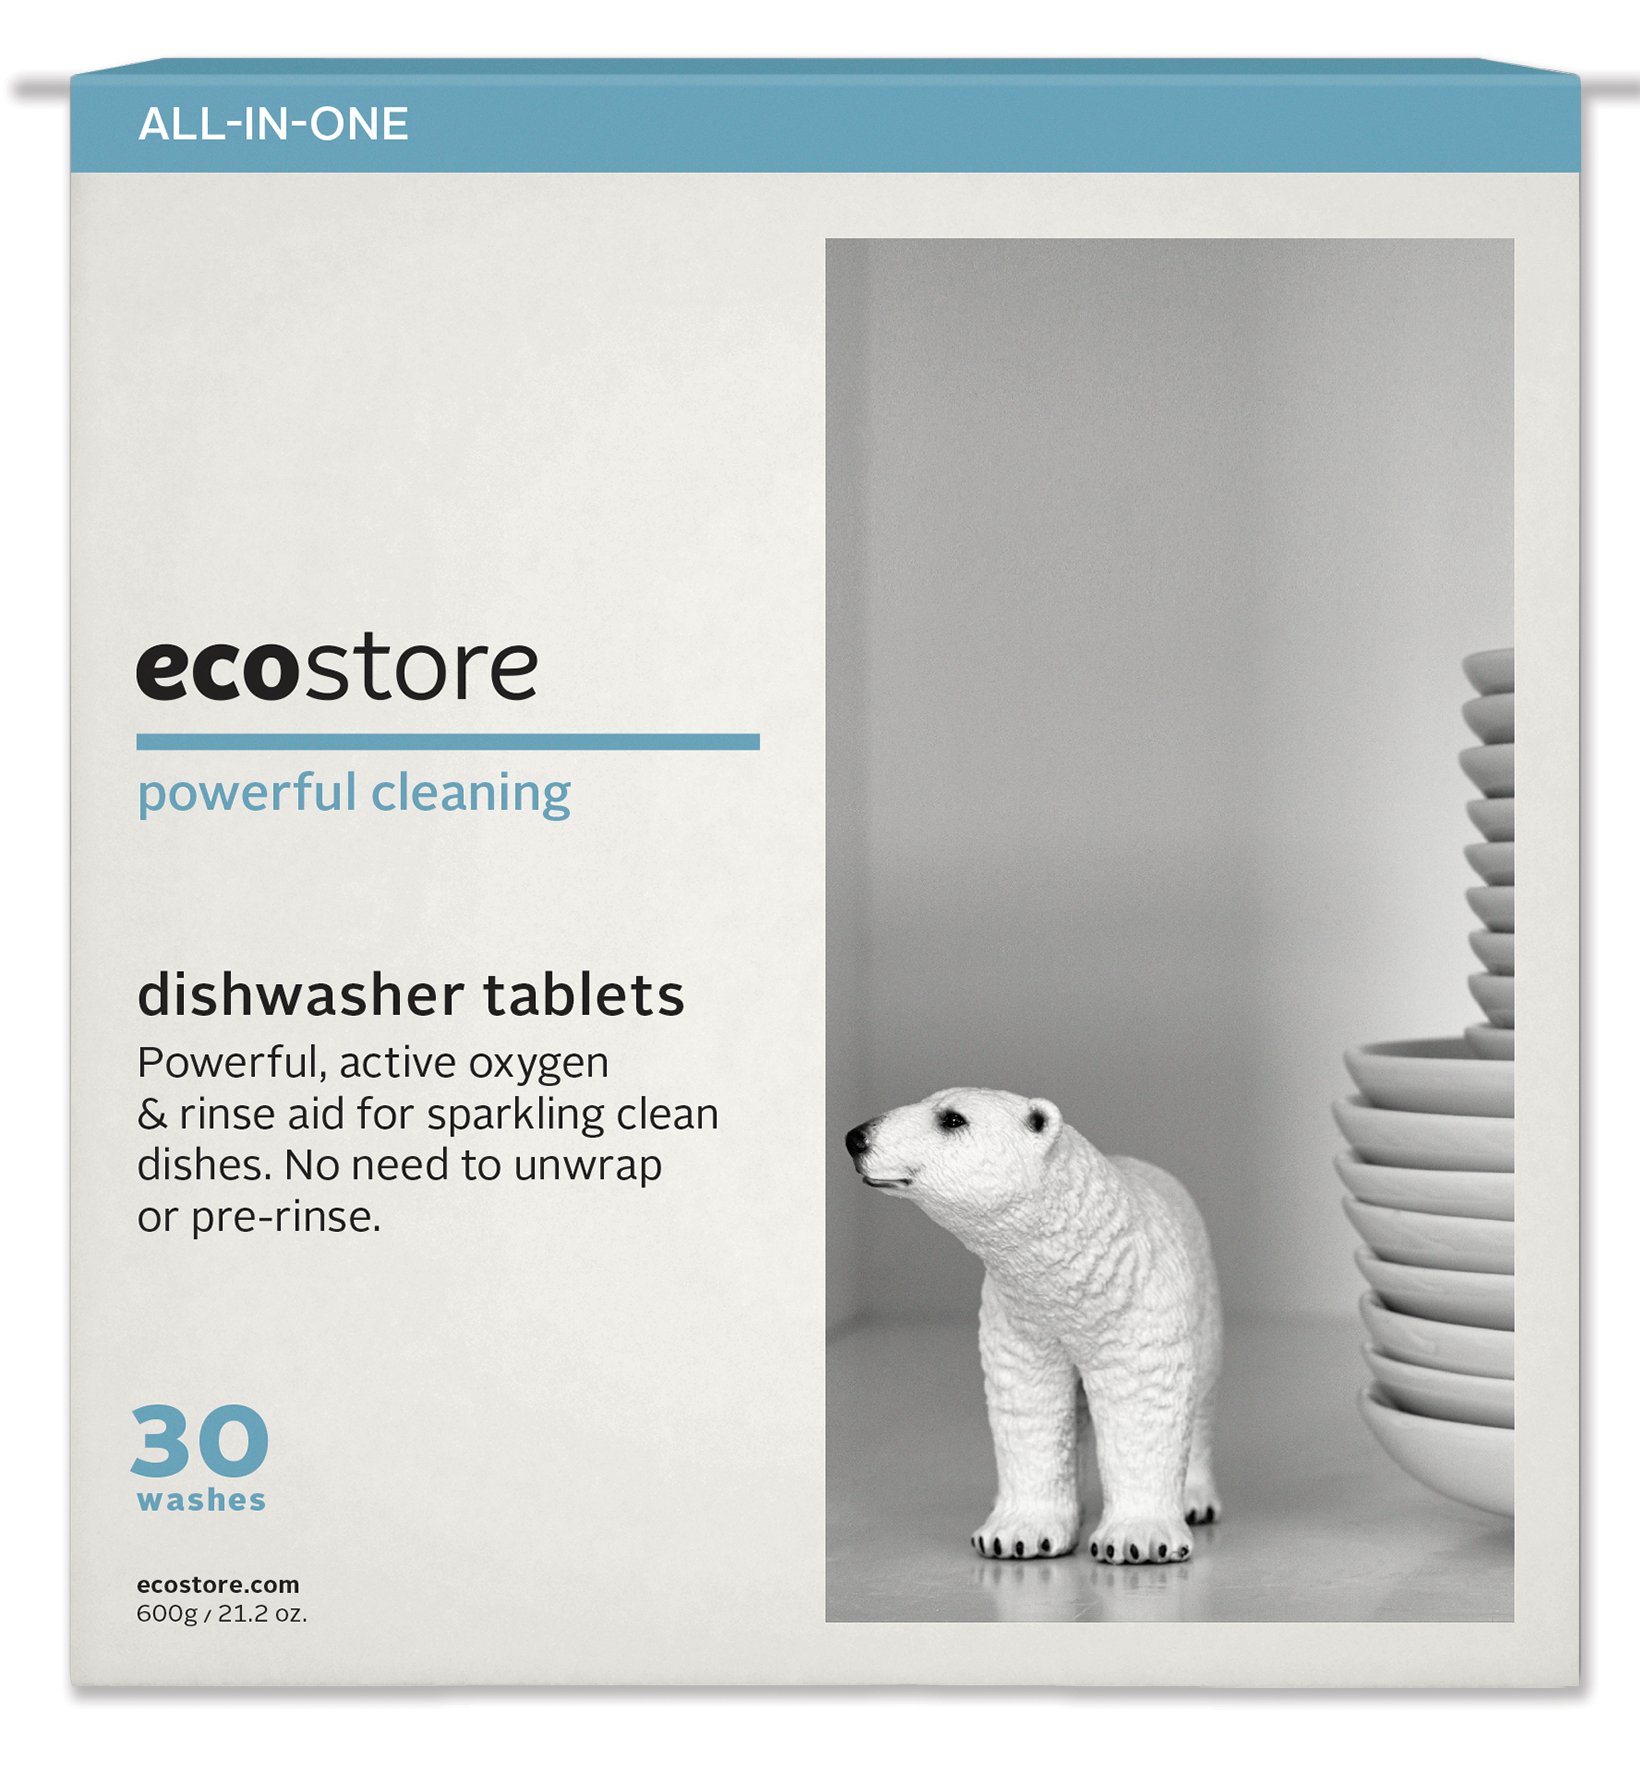 ALL-IN-ONE
ecostore
powerful cleaning
dishwasher tablets
Powerful, active oxygen
& rinse aid for sparkling clean
dishes. No need to unwrap
or pre-rinse.
30
washes
ecostore.com
600g / 21.2 oz.